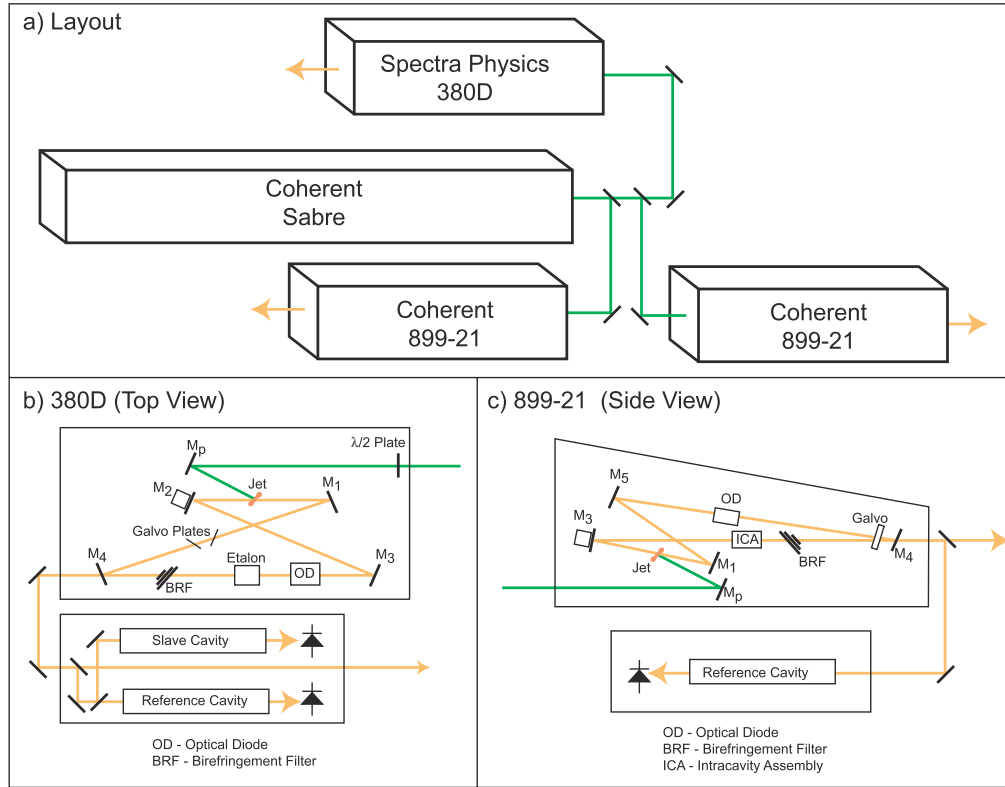 a) Layout
Spectra Physics
380D
Coherent
Sabre
Coherent
899-21
Coherent
899-21
b) 380D (Top View)
Mp
λ/2 Plate
M2
Jet
M1
Galvo Plates
M4
Etalon
M3
OD
BRF
Slave Cavity
Reference Cavity
OD - Optical Diode
BRF - Birefringement Filter
c) 899-21 (Side View)
M5
OD
Galvo
M3
ICA
M4
BRF
M1
Jet
Mp
Reference Cavity
OD - Optical Diode
BRF - Birefringement Filter
ICA - Intracavity Assembly